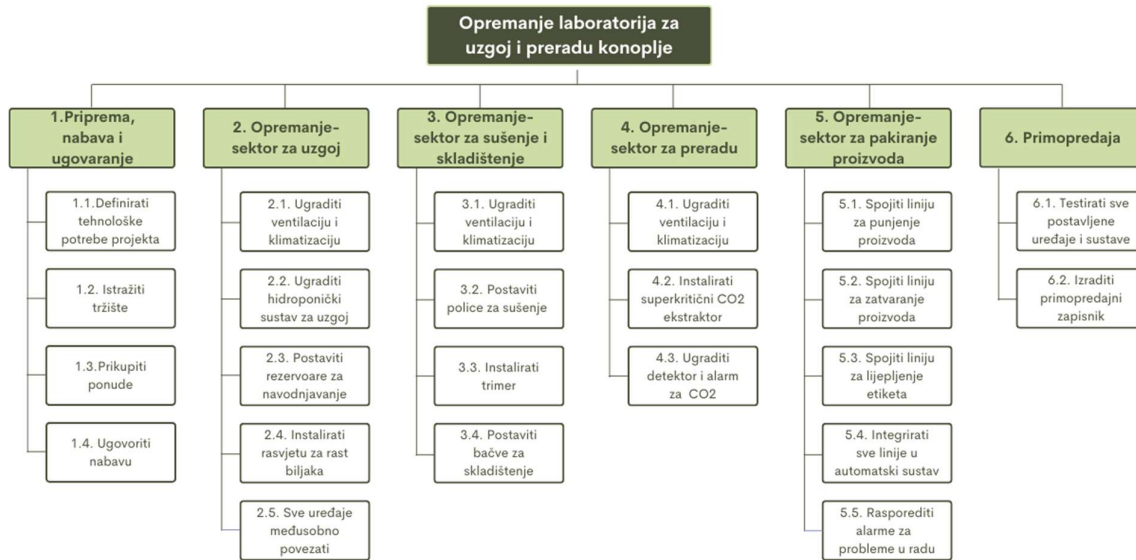 Opremanje laboratorija za
uzgoj i preradu konoplje
1.Priprema,
nabava i
ugovaranje
1.1.Definirati
tehnološke
potrebe projekta
1.2. Istražiti
tržište
1.3.Prikupiti
ponude
1.4. Ugovoriti
nabavu
2. Opremanje-
sektor za uzgoj
2.1. Ugraditi
ventilaciju i
klimatizaciju
2.2. Ugraditi
hidroponički
sustav za uzgoj
2.3. Postaviti
rezervoare za
navodnjavanje
2.4. Instalirati
rasvjetu za rast
biljaka
2.5. Sve uređaje
međusobno
povezati
3. Opremanje-
sektor za sušenje i
skladištenje
3.1. Ugraditi
ventilaciju i
klimatizaciju
3.2. Postaviti
police za sušenje
3.3. Instalirati
trimer
3.4. Postaviti
bačve za
skladištenje
4. Opremanje-
sektor za preradu
4.1. Ugraditi
ventilaciju i
klimatizaciju
4.2. Instalirati
superkritični CO2
ekstraktor
4.3. Ugraditi
detektor i alarm
za CO2
5. Opremanje-
sektor za pakiranje
proizvoda
5.1. Spojiti liniju
za punjenje
proizvoda
5.2. Spojiti liniju
za zatvaranje
proizvoda
5.3. Spojiti liniju
za lijepljenje
etiketa
5.4. Integrirati
sve linije u
automatski sustav
5.5. Rasporediti
alarme za
probleme u radu
6. Primopredaja
6.1. Testirati sve
postavljene
uređaje i sustave
6.2. Izraditi
primopredajni
zapisnik